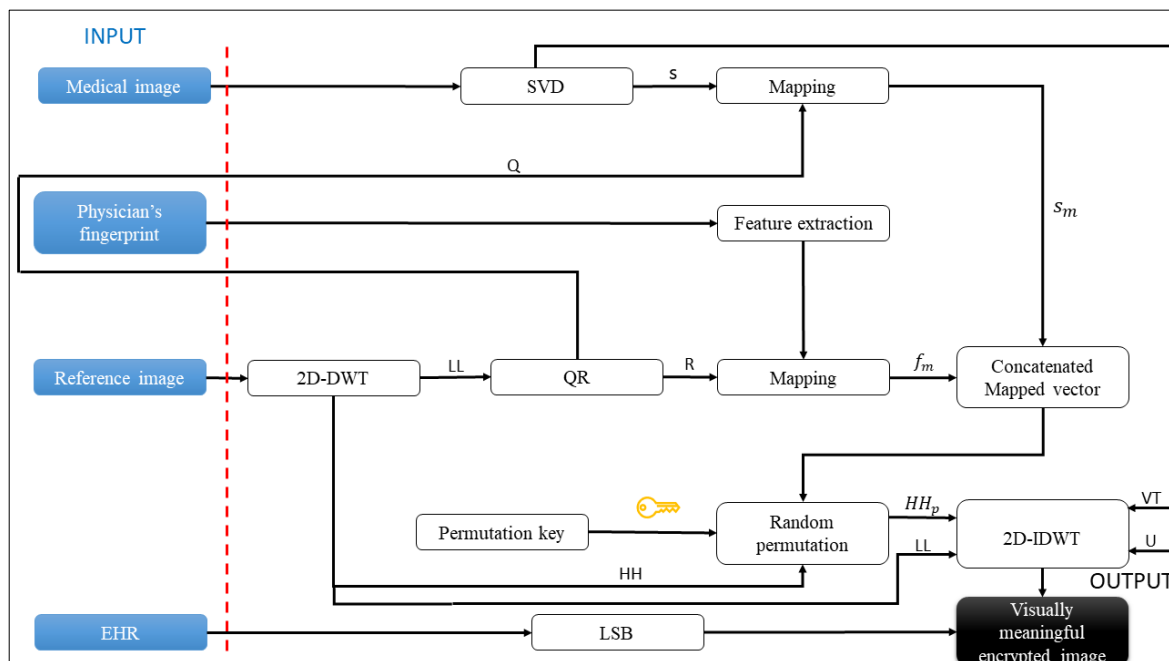 INPUT
Medical image
SVD
s
Mapping
Q
Physician's
fingerprint
Feature extraction
s_m
Reference image
2D-DWT
LL
QR
R
Mapping
f_m
Concatenated
Mapped vector
Permutation key
Random
permutation
HH_p
LL
2D-IDWT
VT
U
HH
OUTPUT
EHR
LSB
Visually
meaningful
encrypted image